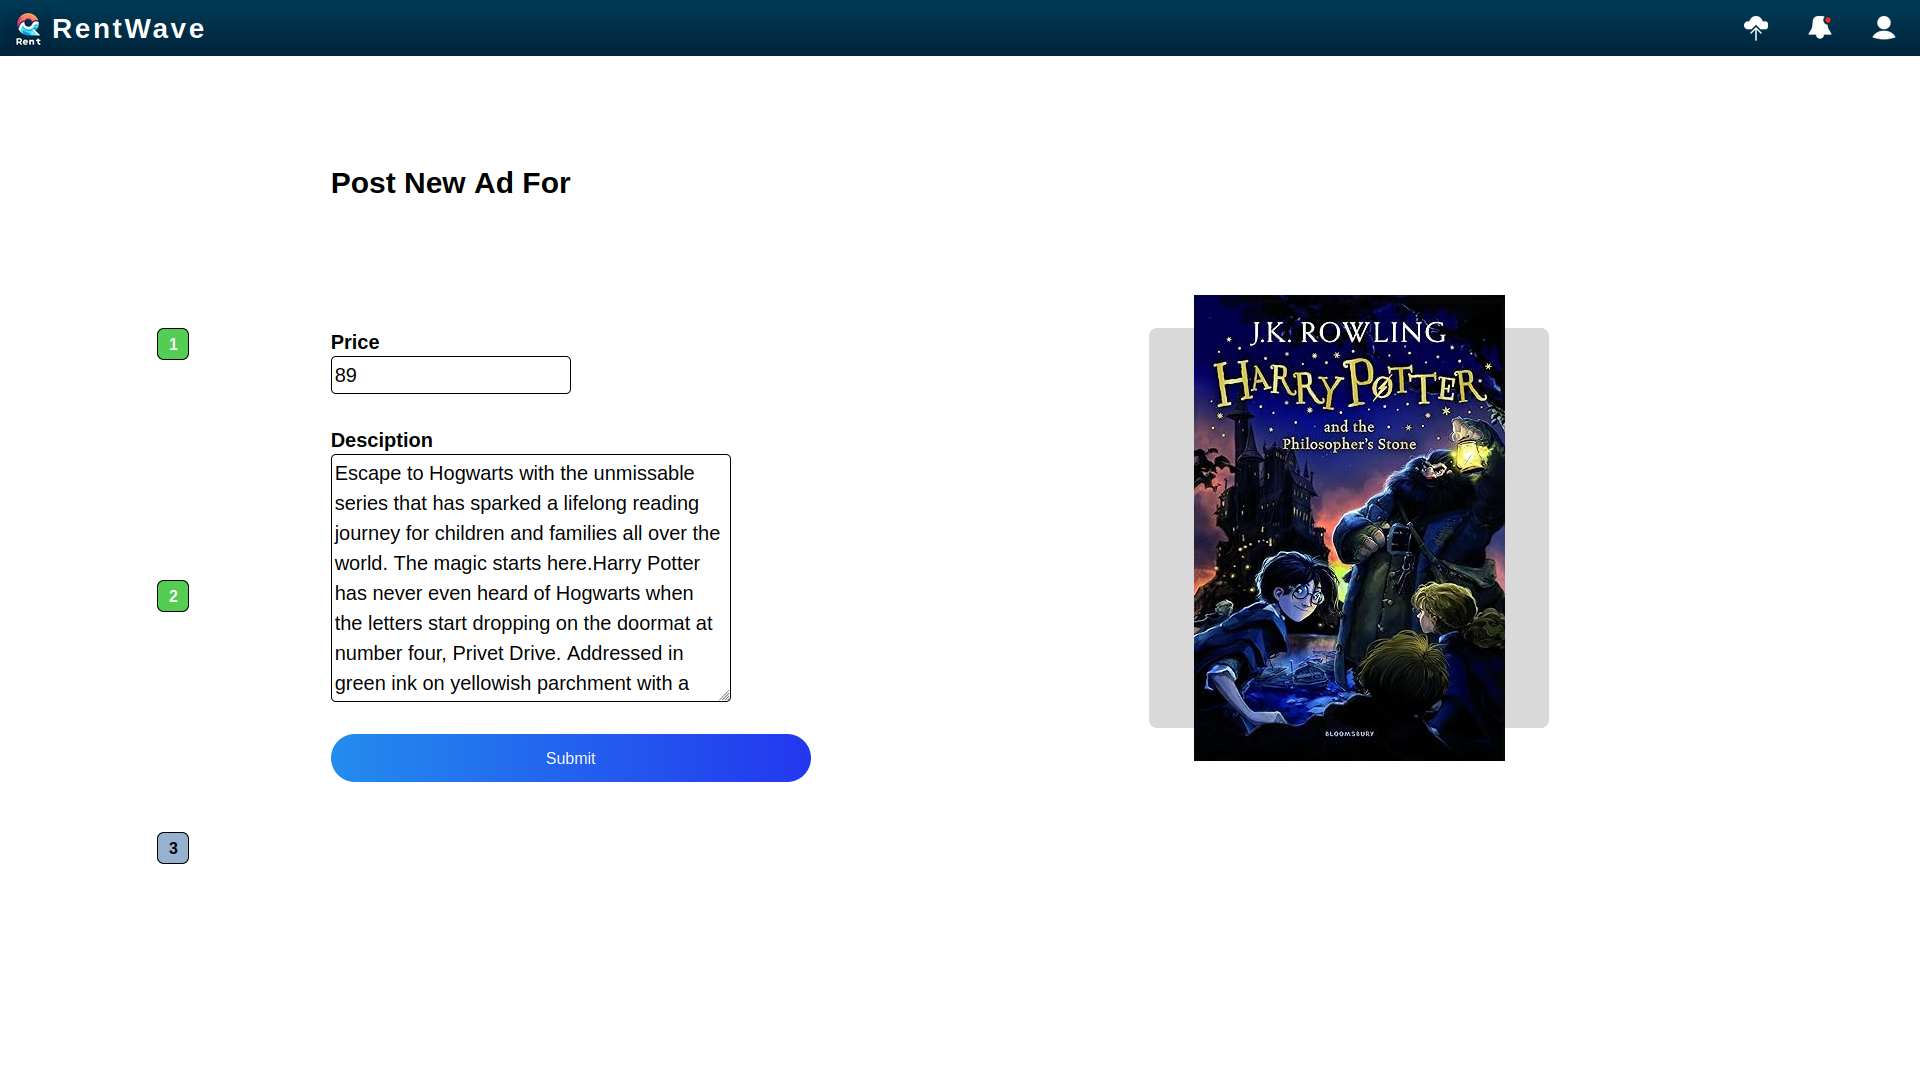 Rent
RentWave
Post New Ad For
1
Price
89
Desciption
Escape to Hogwarts with the unmissable
series that has sparked a lifelong reading
journey for children and families all over the
world. The magic starts here.Harry Potter
has never even heard of Hogwarts when
the letters start dropping on the doormat at
number four, Privet Drive. Addressed in
green ink on yellowish parchment with a
2
Submit
3
J.K. ROWLING
HARRY POTTER
and the
Philosopher's Stone
BLOOMSBURY